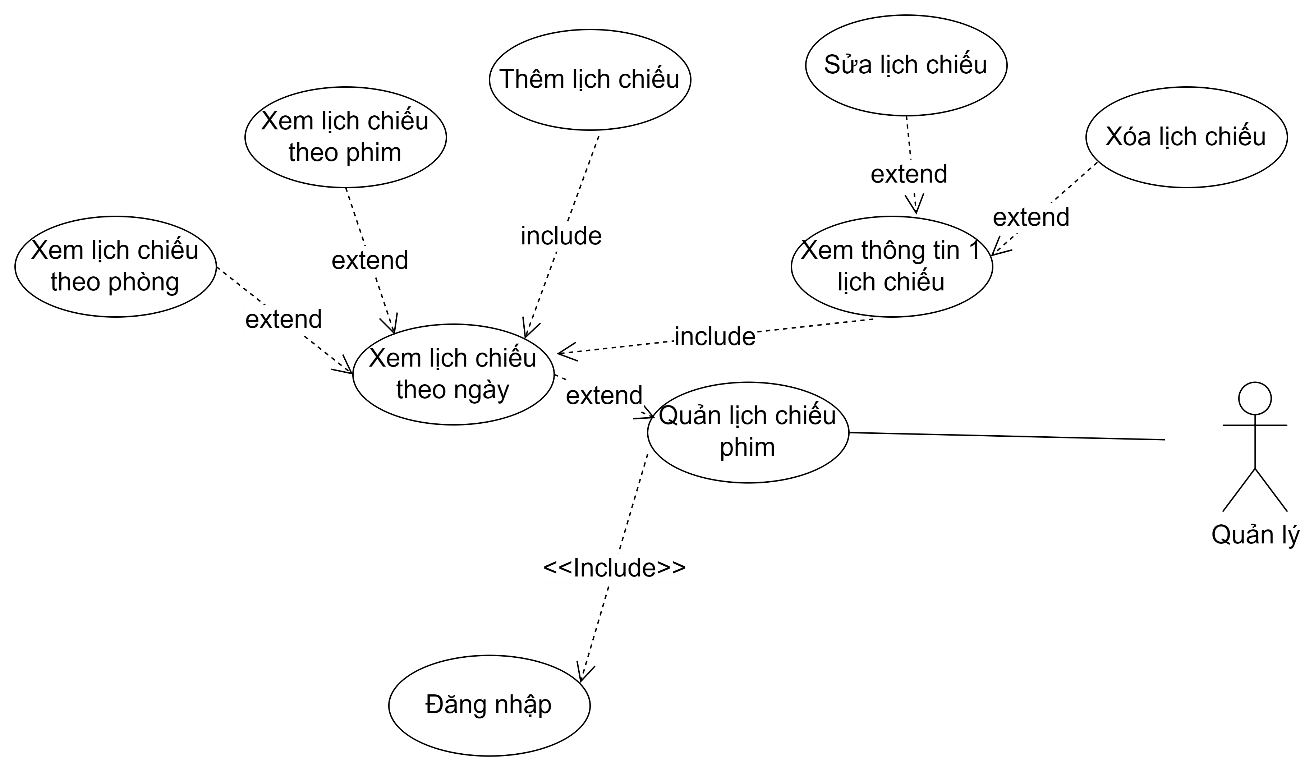 Thêm lịch chiếu
Sửa lịch chiếu
Xem lịch chiếu
theo phim
Xóa lịch chiếu
extend
extend
include
Xem lịch chiếu
theo phòng
extend
Xem thông tin 1
lịch chiếu
extend
include
Xem lịch chiếu
theo ngày
extend
Quản lịch chiếu
phim
Quản lý
<<Include>>
Đăng nhập